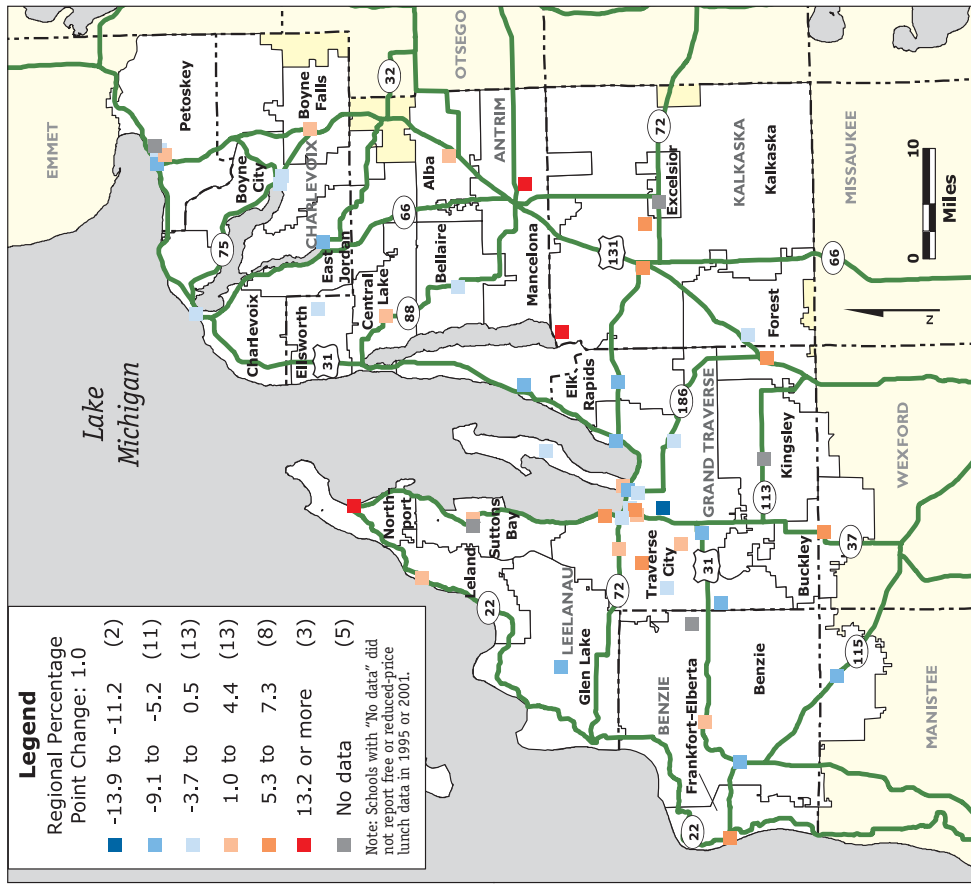 Legend
Regional Percentage
Point Change: 1.0
-13.9 to -11.2 (2)
-9.1 to -5.2 (11)
-3.7 to 0.5 (13)
1.0 to 4.4 (13)
5.3 to 7.3 (8)
13.2 or more (3)
No data (5)
Note: Schools with "No data" did
not report free or reduced-price
lunch data in 1995 or 2001.
Lake
Michigan
EMMET
Petoskey
Boyne
City
Boyne
Falls
75
CHARLEVOIX
Charlevoix
East
Jordan
Ellsworth
31
32
OTSEGO
Central
Lake
88
66
Alba
Bellaire
ANTRIM
Mancelona
North-
port
Leland
Suttons
Bay
22
LEELANAU
Glen Lake
72
Elk
Rapids
131
72
Excelsior
KALKASKA
Kalkaska
Traverse
City
186
GRAND TRAVERSE
Forest
66
31
113
Kingsley
BENZIE
Frankfort-Elberta
22
Benzie
Buckley
37
115
MANISTEE
WEXFORD
MISSAUKEE
N
0 10
Miles